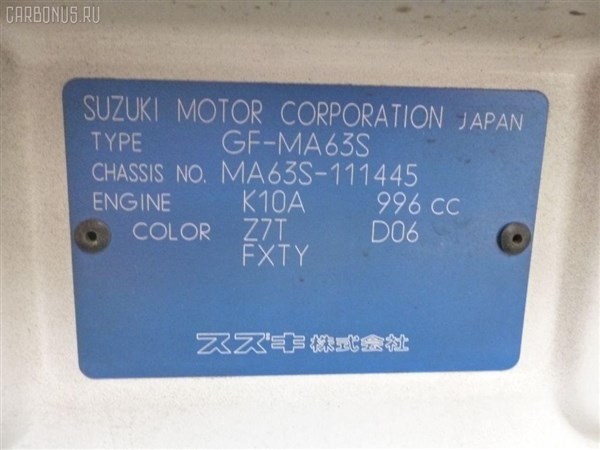 CARBONUS.RU
SUZUKI MOTOR CORPORATION JAPAN
TYPE GF-MA63S
CHASSIS NO. MA63S-111445
ENGINE K10A 996 cc
COLOR Z7T D06
FXTY
スズキ株式会社